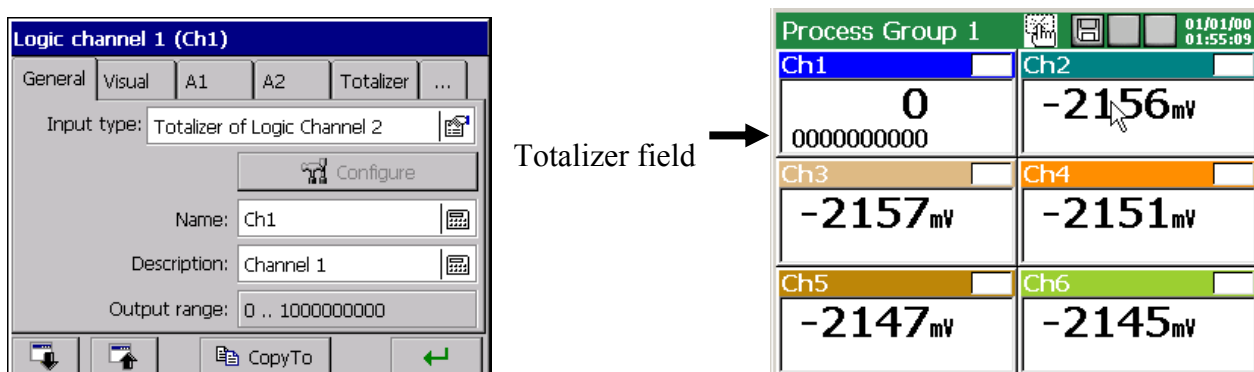 Logic channel 1 (Ch1)
General Visual A1 A2 Totalizer ...
Input type: Totalizer of Logic Channel 2
Configure
Name: Ch1
Description: Channel 1
Output range: 0 .. 1000000000
CopyTo
Totalizer field
Process Group 1
01/01/00
01:55:09
Ch1
0
0000000000
Ch2
-2156mV
Ch3
-2157mV
Ch4
-2151mV
Ch5
-2147mV
Ch6
-2145mV